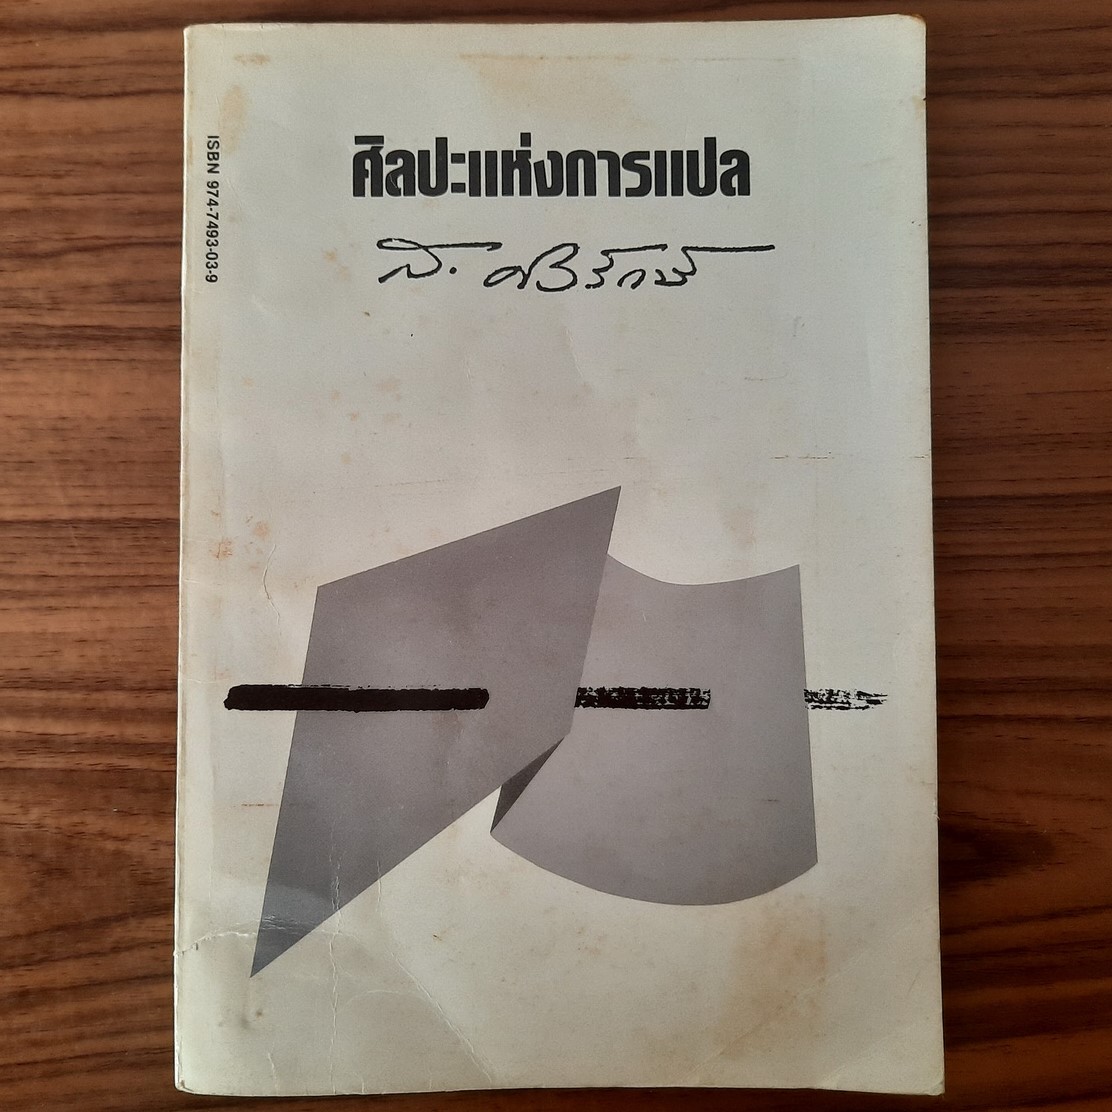 ศิลปะแห่งการแปล
ส. ศิวรักษ์
ISBN 974-7493-03-9